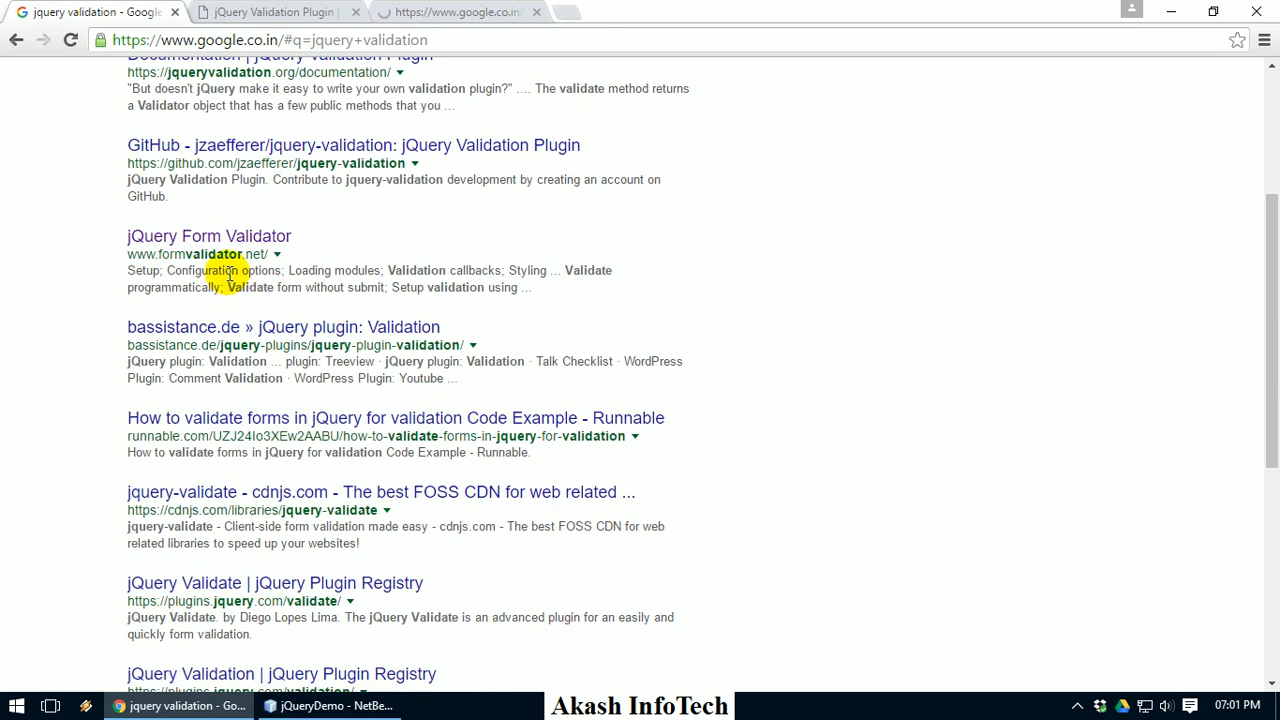 jquery validation - Google
jQuery Validation Plugin |
https://www.google.co.in/
https://www.google.co.in/#q=jquery+validation
Documentation | jQuery Validation Plugin
https://jqueryvalidation.org/documentation/
"But doesn't jQuery make it easy to write your own validation plugin?" .... The validate method returns
a Validator object that has a few public methods that you ...
GitHub - jzaefferer/jquery-validation: jQuery Validation Plugin
https://github.com/jzaefferer/jquery-validation
jQuery Validation Plugin. Contribute to jquery-validation development by creating an account on
GitHub.
jQuery Form Validator
www.formvalidator.net/
Setup; Configuration options; Loading modules; Validation callbacks; Styling ... Validate
programmatically; Validate form without submit; Setup validation using ...
bassistance.de » jQuery plugin: Validation
bassistance.de/jquery-plugins/jquery-plugin-validation/
jQuery plugin: Validation ... plugin: Treeview · jQuery plugin: Validation · Talk Checklist · WordPress
Plugin: Comment Validation · WordPress Plugin: Youtube ...
How to validate forms in jQuery for validation Code Example - Runnable
runnable.com/UZJ24Io3XEw2AABU/how-to-validate-forms-in-jquery-for-validation
How to validate forms in jQuery for validation Code Example - Runnable.
jquery-validate - cdnjs.com - The best FOSS CDN for web related ...
https://cdnjs.com/libraries/jquery-validate
jquery-validate - Client-side form validation made easy - cdnjs.com - The best FOSS CDN for web
related libraries to speed up your websites!
jQuery Validate | jQuery Plugin Registry
https://plugins.jquery.com/validate/
jQuery Validate. by Diego Lopes Lima. The jQuery Validate is an advanced plugin for an easily and
quickly form validation.
jQuery Validation | jQuery Plugin Registry
https://plugins.jquery.com/validation/
jquery validation - Go...
jQueryDemo - NetBe...
Akash InfoTech
07:01 PM